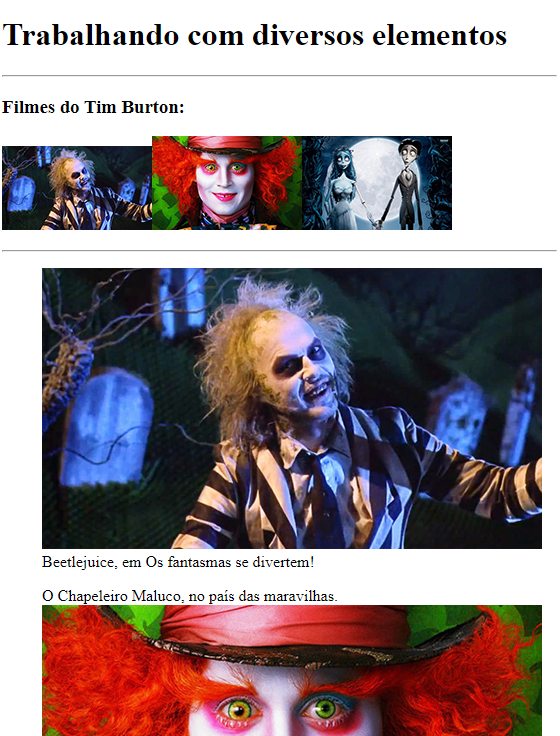 Trabalhando com diversos elementos
Filmes do Tim Burton:
Beetlejuice, em Os fantasmas se divertem!
O Chapeleiro Maluco, no país das maravilhas.